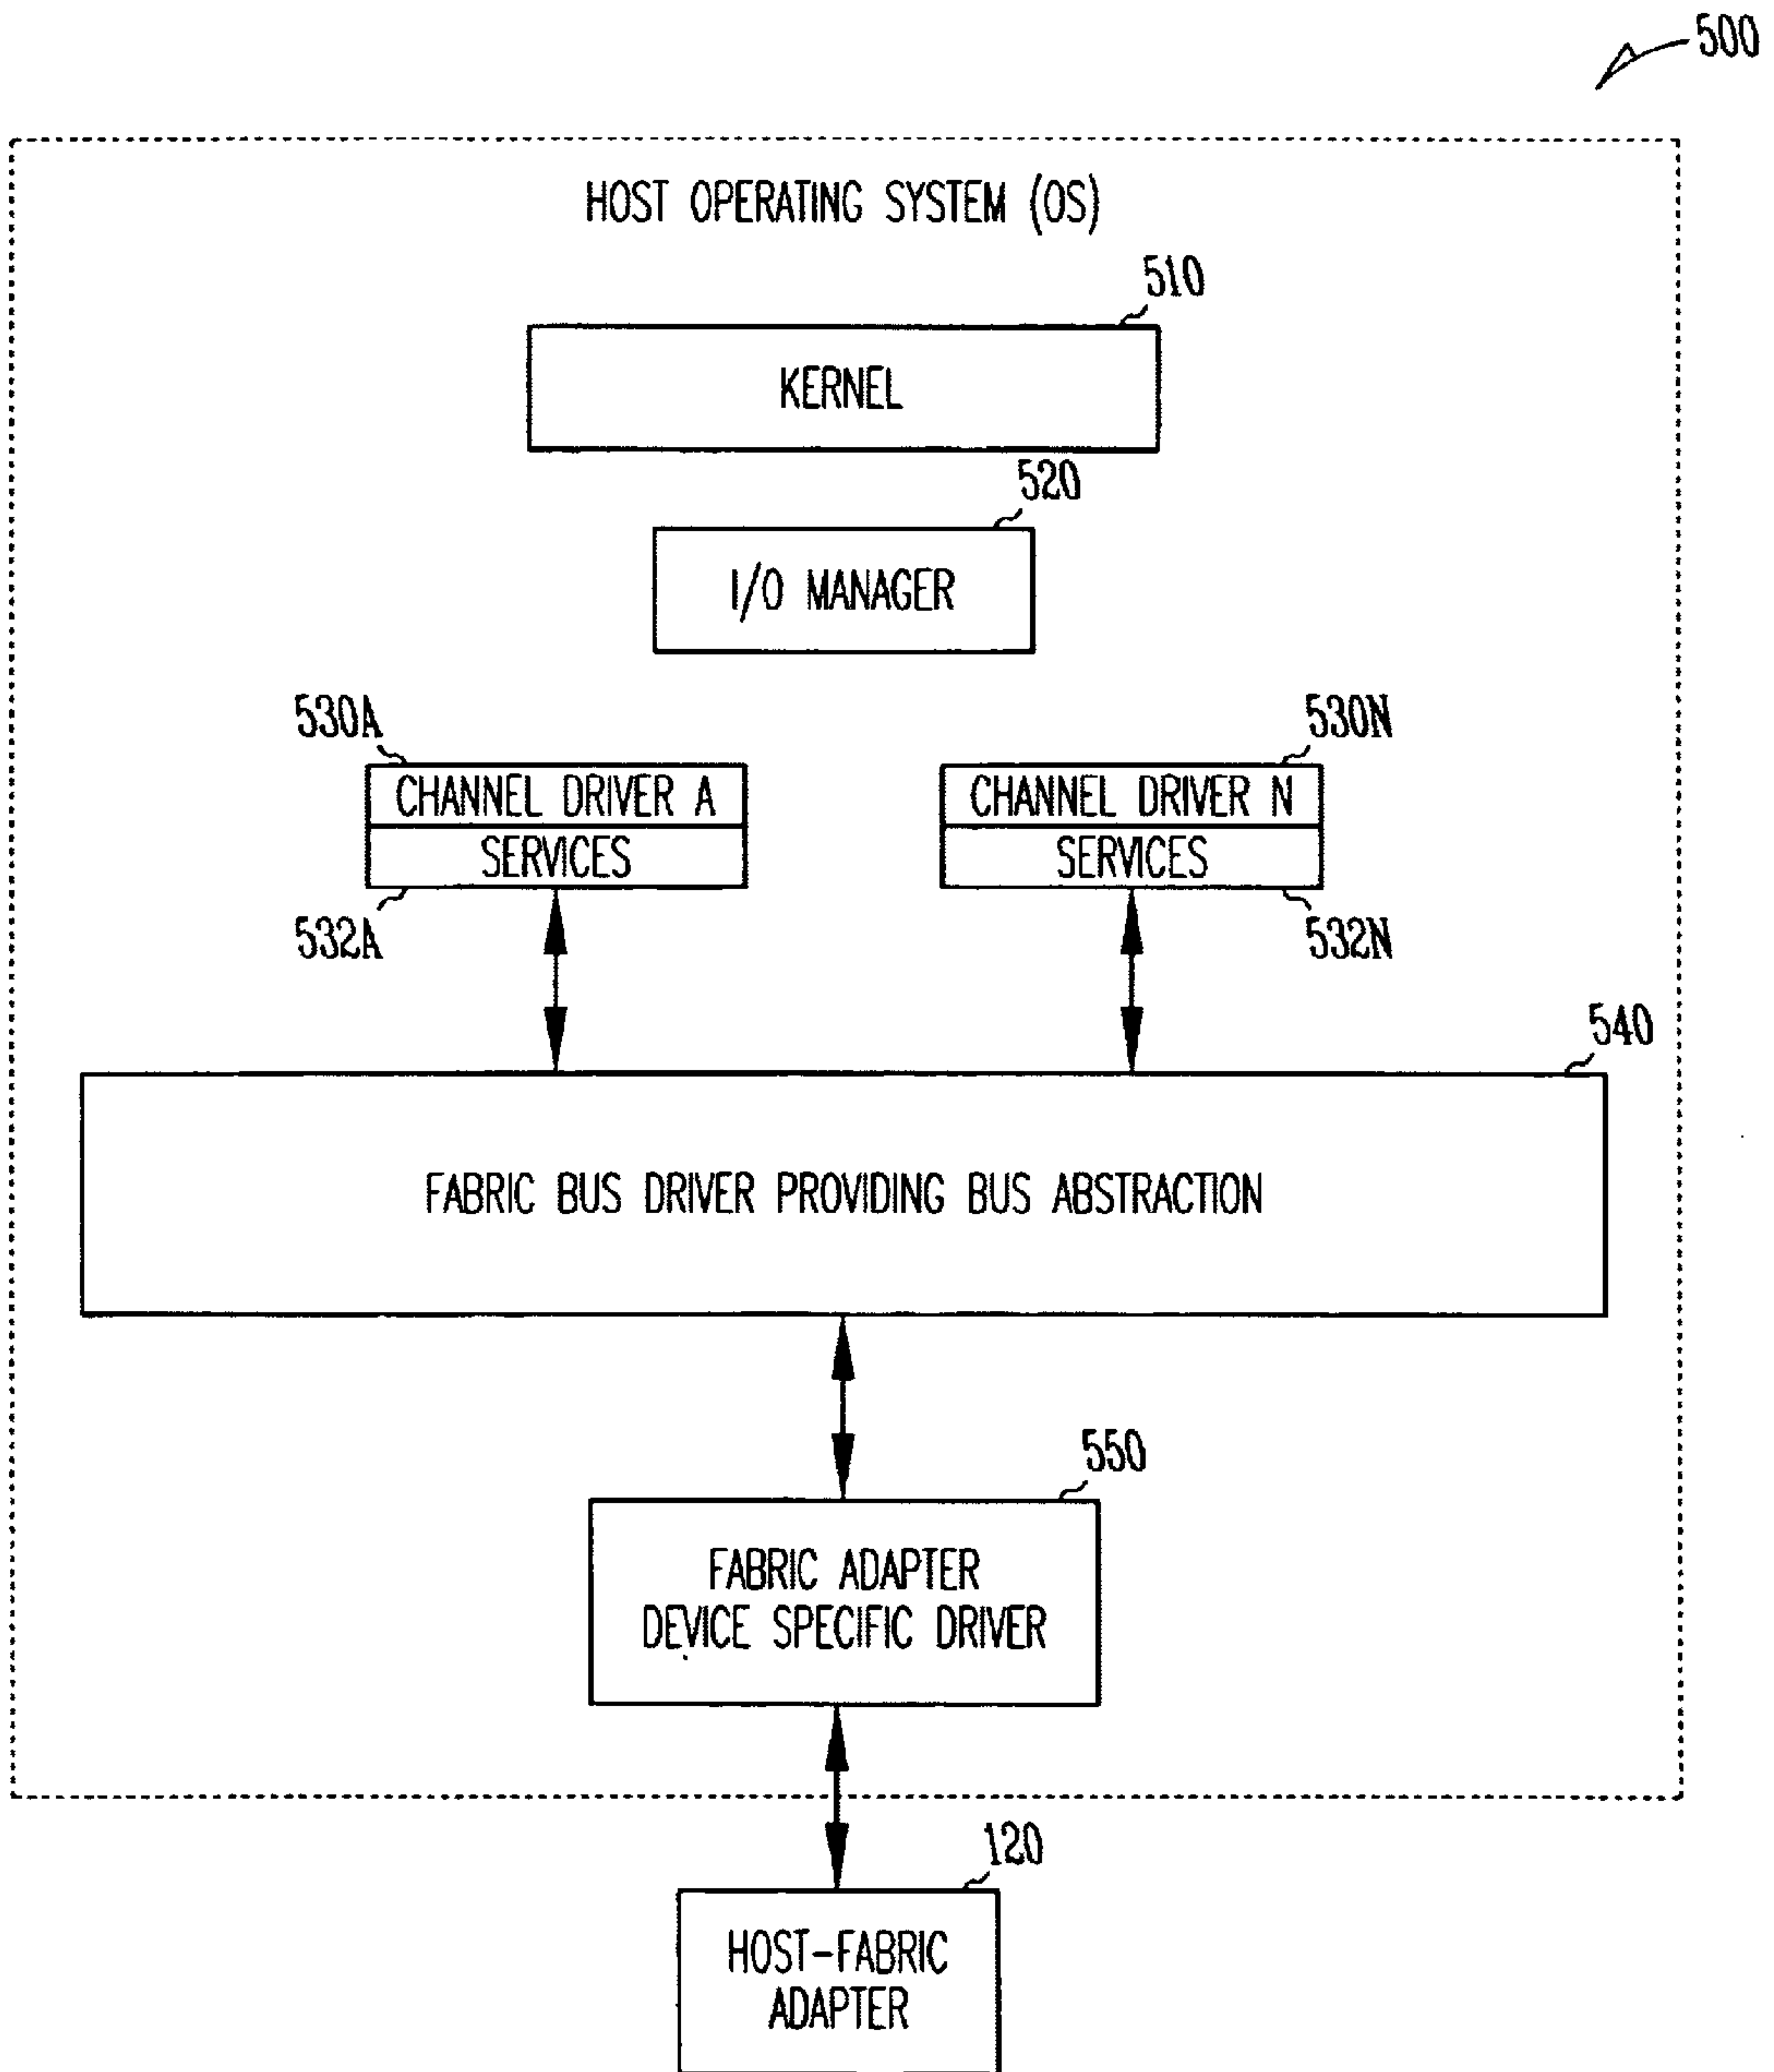 500
HOST OPERATING SYSTEM (OS)
510
KERNEL
520
I/O MANAGER
530A
530N
CHANNEL DRIVER A
CHANNEL DRIVER N
SERVICES
SERVICES
532A
532N
540
FABRIC BUS DRIVER PROVIDING BUS ABSTRACTION
550
FABRIC ADAPTER
DEVICE SPECIFIC DRIVER
120
HOST-FABRIC
ADAPTER